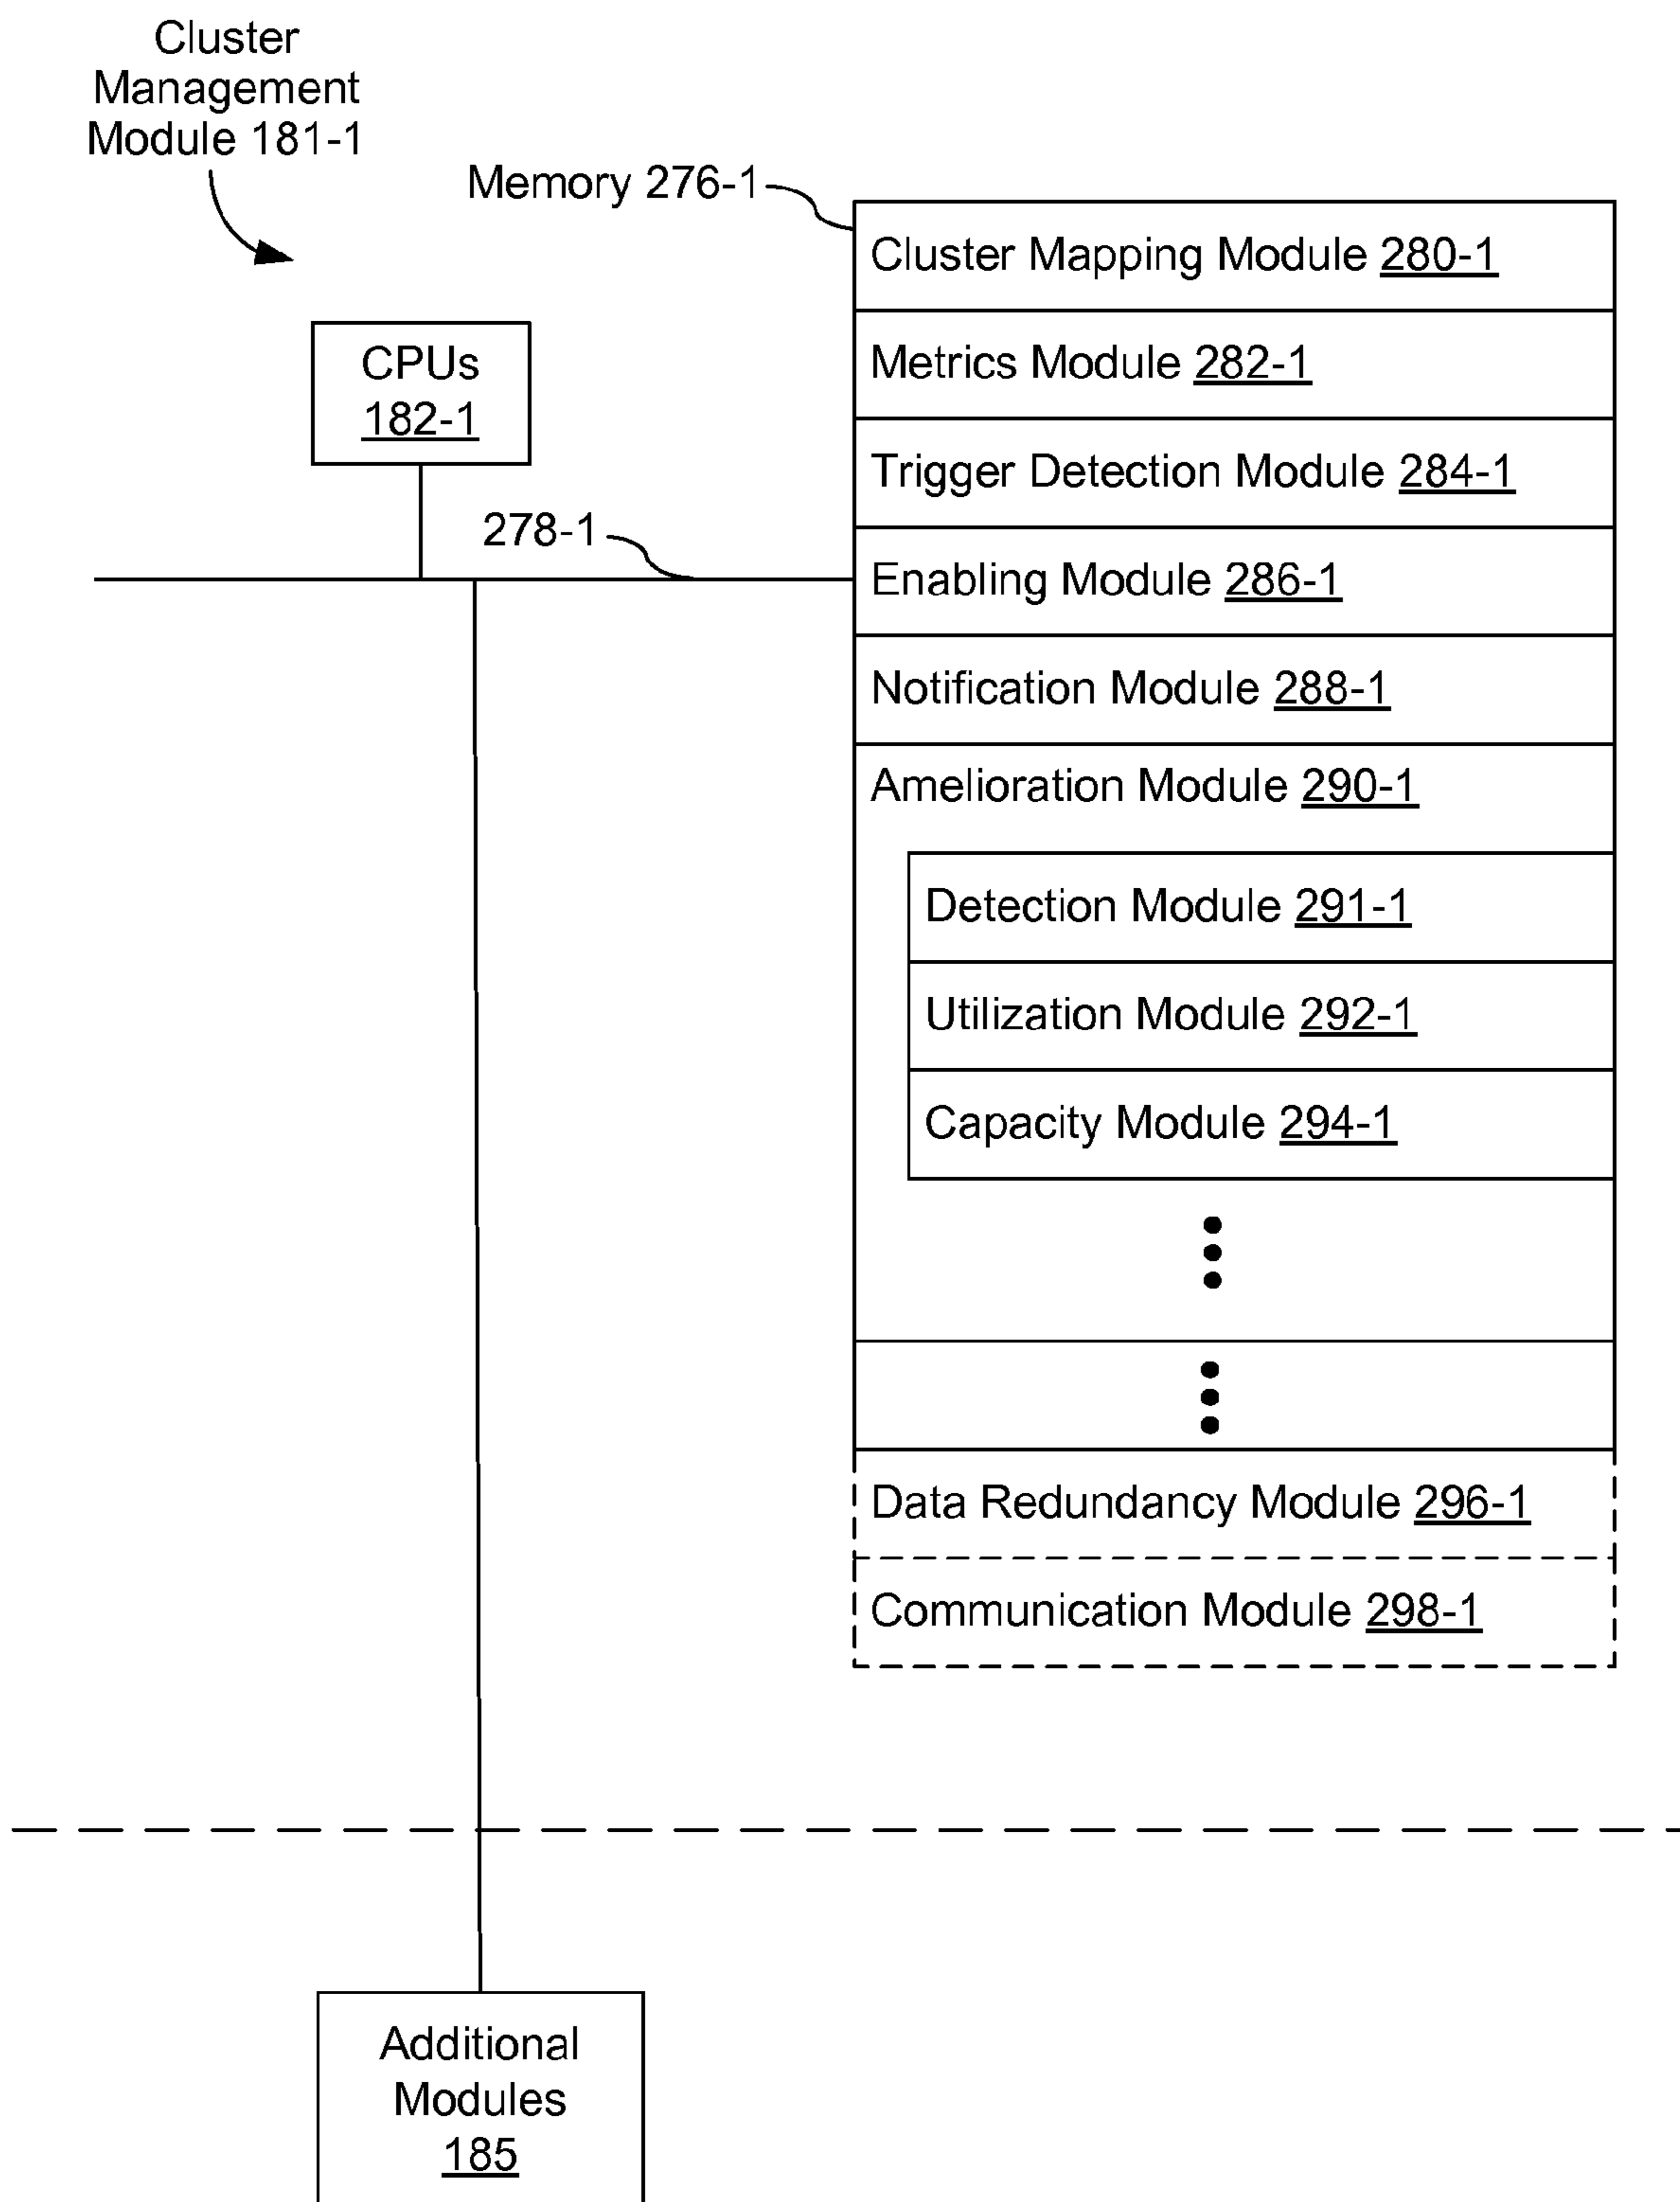 Cluster
Management
Module 181-1
Memory 276-1
Cluster Mapping Module 280-1
CPUs
182-1
Metrics Module 282-1
Trigger Detection Module 284-1
278-1
Enabling Module 286-1
Notification Module 288-1
Amelioration Module 290-1
Detection Module 291-1
Utilization Module 292-1
Capacity Module 294-1
Data Redundancy Module 296-1
Communication Module 298-1
Additional
Modules
185